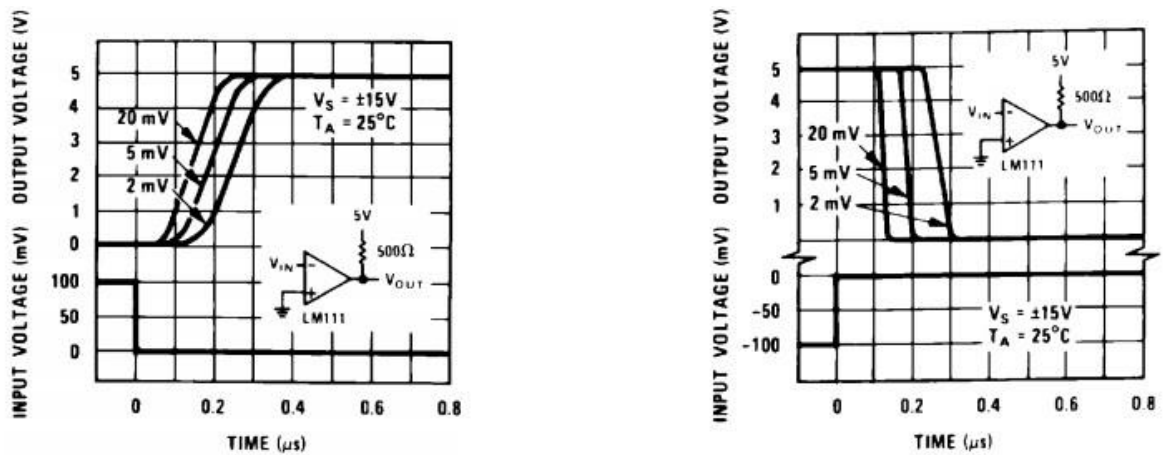 OUTPUT VOLTAGE (V)
INPUT VOLTAGE (mV)
5
4
3
2
1
0
100
50
0
20 mV
5 mV
2 mV
VS = ±15V
TA = 25°C
5V
500Ω
VIN
VOUT
LM111
0 0.2 0.4 0.6 0.8
TIME (μs)
OUTPUT VOLTAGE (V)
INPUT VOLTAGE (mV)
5
4
3
2
1
0
-50
-100
20 mV
5 mV
2 mV
5V
500Ω
VIN
VOUT
LM111
VS = ±15V
TA = 25°C
0 0.2 0.4 0.6 0.8
TIME (μs)